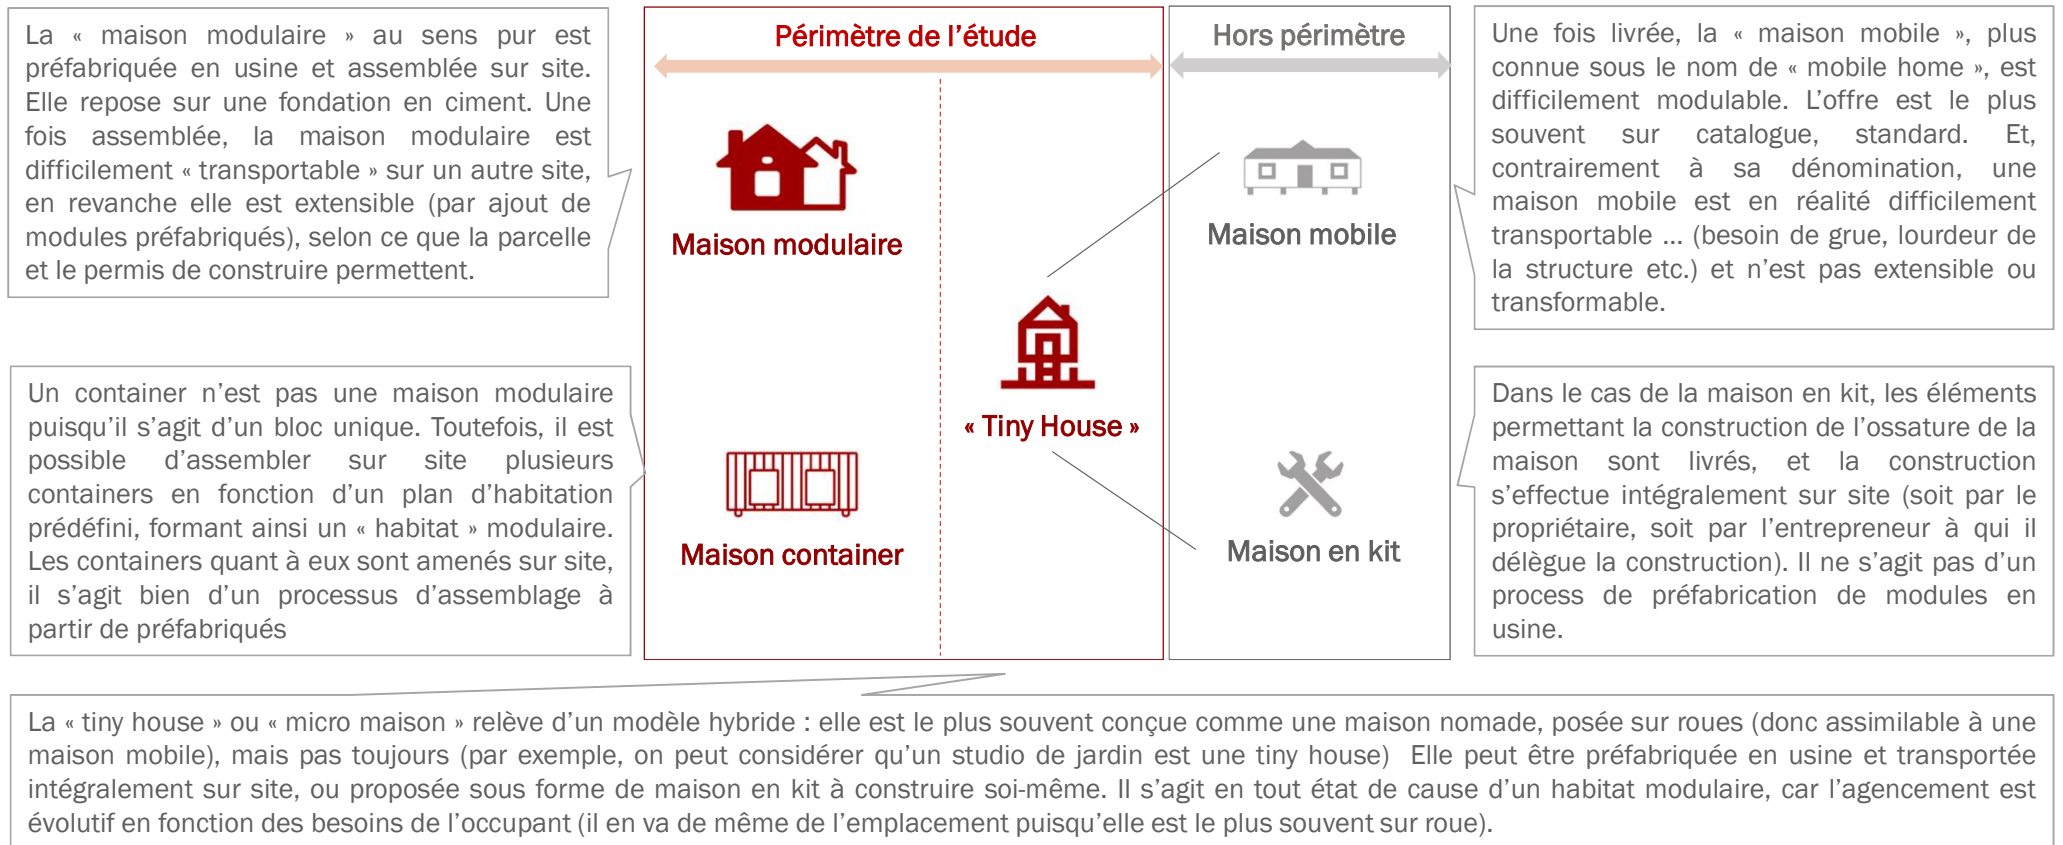 La « maison modulaire » au sens pur est
préfabriquée en usine et assemblée sur site.
Elle repose sur une fondation en ciment. Une
fois assemblée, la maison modulaire est
difficilement « transportable » sur un autre site,
en revanche elle est extensible (par ajout de
modules préfabriqués), selon ce que la parcelle
et le permis de construire permettent.
Un container n'est pas une maison modulaire
puisqu'il s'agit d'un bloc unique. Toutefois, il est
possible d'assembler sur site plusieurs
containers en fonction d'un plan d'habitation
prédéfini, formant ainsi un « habitat » modulaire.
Les containers quant à eux sont amenés sur site,
il s'agit bien d'un processus d'assemblage à
partir de préfabriqués
Périmètre de l'étude
Maison modulaire
Maison container
« Tiny House »
Hors périmètre
Maison mobile
Maison en kit
Une fois livrée, la « maison mobile », plus
connue sous le nom de « mobile home », est
difficilement modulable. L'offre est le plus
souvent sur catalogue, standard. Et,
contrairement à sa dénomination, une
maison mobile est en réalité difficilement
transportable ... (besoin de grue, lourdeur de
la structure etc.) et n'est pas extensible ou
transformable.
Dans le cas de la maison en kit, les éléments
permettant la construction de l'ossature de la
maison sont livrés, et la construction
s'effectue intégralement sur site (soit par le
propriétaire, soit par l'entrepreneur à qui il
délègue la construction). Il ne s'agit pas d'un
process de préfabrication de modules en
usine.
La « tiny house » ou « micro maison » relève d'un modèle hybride : elle est le plus souvent conçue comme une maison nomade, posée sur roues (donc assimilable à une
maison mobile), mais pas toujours (par exemple, on peut considérer qu'un studio de jardin est une tiny house) Elle peut être préfabriquée en usine et transportée
intégralement sur site, ou proposée sous forme de maison en kit à construire soi-même. Il s'agit en tout état de cause d'un habitat modulaire, car l'agencement est
évolutif en fonction des besoins de l'occupant (il en va de même de l'emplacement puisqu'elle est le plus souvent sur roue).